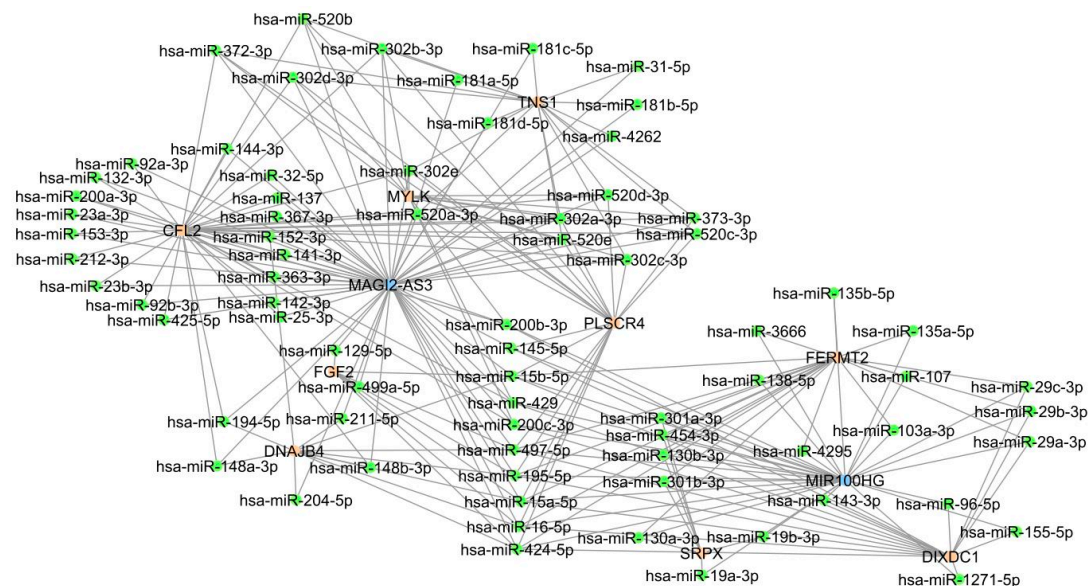 hsa-miR-520b
hsa-miR-372-3p
hsa-miR-302b-3p
hsa-miR-181c-5p
hsa-miR-302d-3p
hsa-miR-181a-5p
hsa-miR-31-5p
TNS1
hsa-miR-181b-5p
hsa-miR-181d-5p
hsa-miR-4262
hsa-miR-144-3p
hsa-miR-92a-3p
hsa-miR-132-3p
hsa-miR-32-5p
hsa-miR-302e
hsa-miR-200a-3p
hsa-miR-137
MYLK
hsa-miR-520d-3p
hsa-miR-23a-3p
hsa-miR-367-3p
hsa-miR-520a-3p
hsa-miR-302a-3p
hsa-miR-373-3p
CFL2
hsa-miR-153-3p
hsa-miR-152-3p
hsa-miR-520e
hsa-miR-520c-3p
hsa-miR-212-3p
hsa-miR-141-3p
hsa-miR-302c-3p
hsa-miR-363-3p
hsa-miR-23b-3p
MAGI2-AS3
hsa-miR-135b-5p
hsa-miR-92b-3p
hsa-miR-142-3p
hsa-miR-425-5p
hsa-miR-25-3p
hsa-miR-200b-3p
PLSCR4
hsa-miR-3666
hsa-miR-135a-5p
hsa-miR-129-5p
hsa-miR-145-5p
FERMT2
FGF2
hsa-miR-15b-5p
hsa-miR-138-5p
hsa-miR-107
hsa-miR-499a-5p
hsa-miR-29c-3p
hsa-miR-429
hsa-miR-29b-3p
hsa-miR-194-5p
hsa-miR-211-5p
hsa-miR-200c-3p
hsa-miR-301a-3p
hsa-miR-103a-3p
hsa-miR-454-3p
hsa-miR-29a-3p
DNAJB4
hsa-miR-497-5p
hsa-miR-130b-3p
hsa-miR-4295
hsa-miR-148a-3p
hsa-miR-148b-3p
hsa-miR-195-5p
hsa-miR-301b-3p
MIR100HG
hsa-miR-204-5p
hsa-miR-15a-5p
hsa-miR-143-3p
hsa-miR-96-5p
hsa-miR-16-5p
hsa-miR-130a-3p
hsa-miR-19b-3p
hsa-miR-155-5p
hsa-miR-424-5p
SRPX
DIXDC1
hsa-miR-19a-3p
hsa-miR-1271-5p